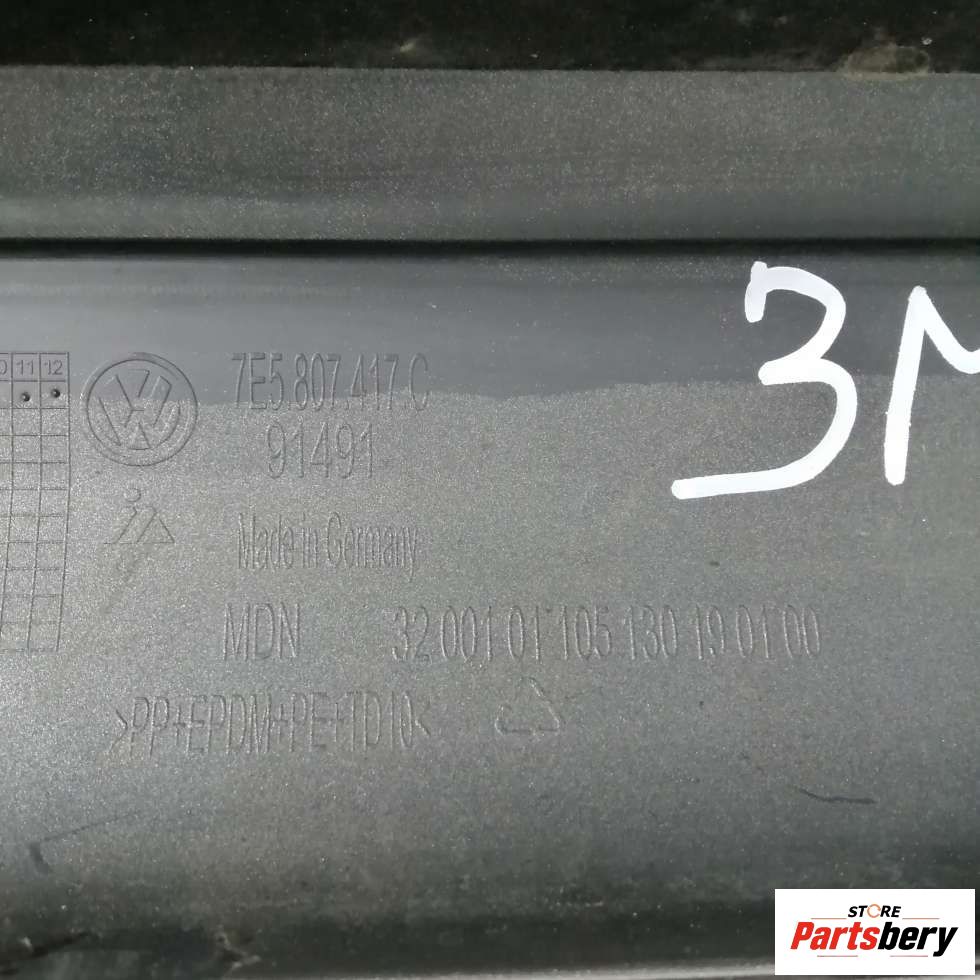 3M
0 11 12
7E5 807.417.C
91491
Made in Germany
MDN 32 001 01 105 130 19 01 00
>PP+EPDM+PE+TD10<
STORE
Partsbery